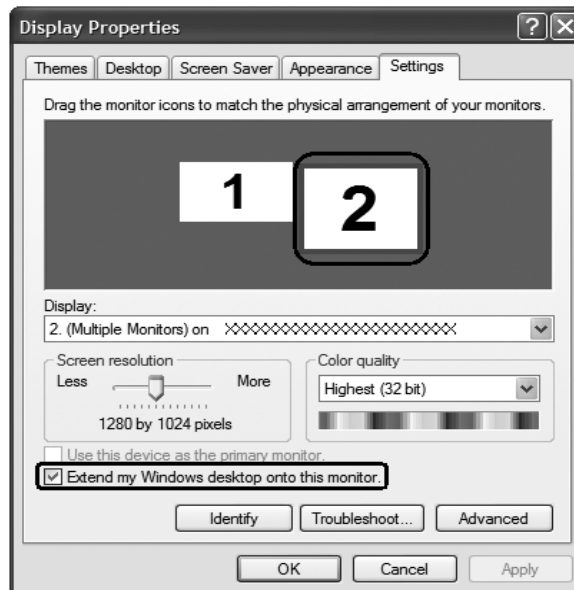 Display Properties
Themes Desktop Screen Saver Appearance Settings
Drag the monitor icons to match the physical arrangement of your monitors.
1 2
Display:
2. (Multiple Monitors) on XXXXXXXXXXXXXXXXXXXXXXX
Screen resolution Color quality
Less More Highest (32 bit)
1280 by 1024 pixels
Use this device as the primary monitor.
Extend my Windows desktop onto this monitor.
Identify Troubleshoot... Advanced
OK Cancel Apply